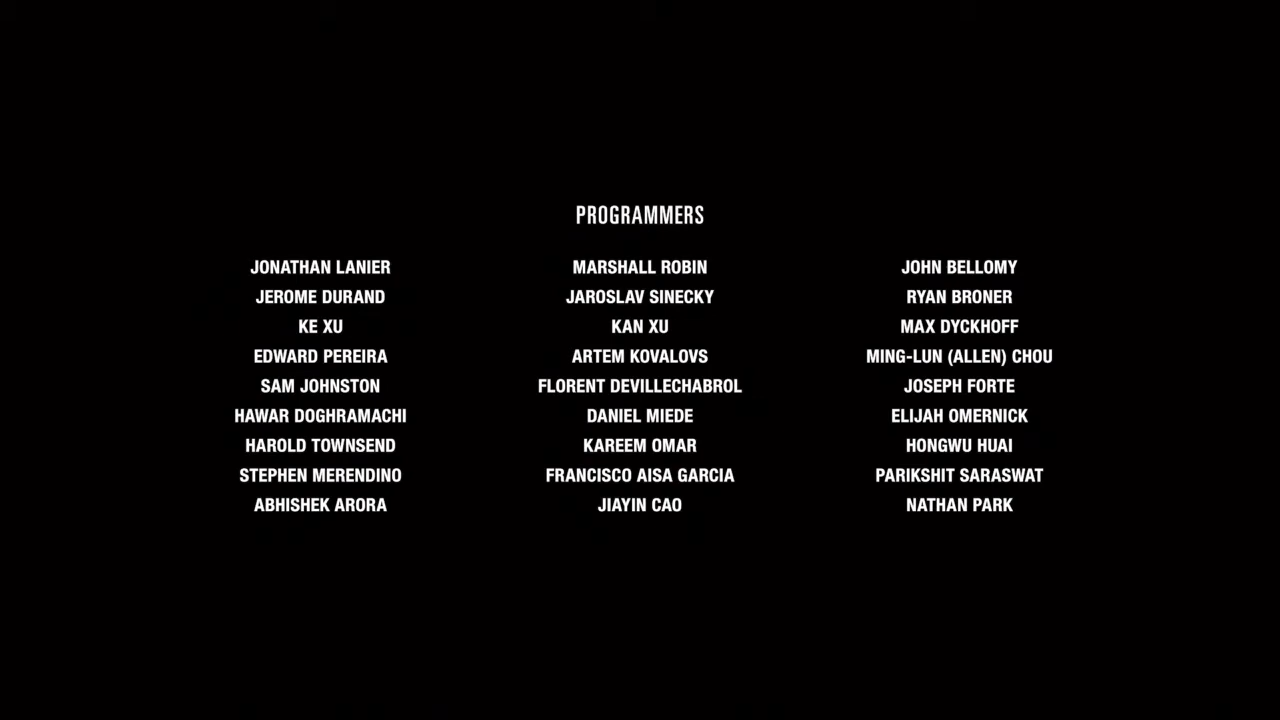 PROGRAMMERS
JONATHAN LANIER MARSHALL ROBIN JOHN BELLOMY
JEROME DURAND JAROSLAV SINECKY RYAN BRONER
KE XU KAN XU MAX DYCKHOFF
EDWARD PEREIRA ARTEM KOVALOVS MING-LUN (ALLEN) CHOU
SAM JOHNSTON FLORENT DEVILLECHABROL JOSEPH FORTE
HAWAR DOGHRAMACHI DANIEL MIEDE ELIJAH OMERNICK
HAROLD TOWNSEND KAREEM OMAR HONGWU HUAI
STEPHEN MERENDINO FRANCISCO AISA GARCIA PARIKSHIT SARASWAT
ABHISHEK ARORA JIAYIN CAO NATHAN PARK